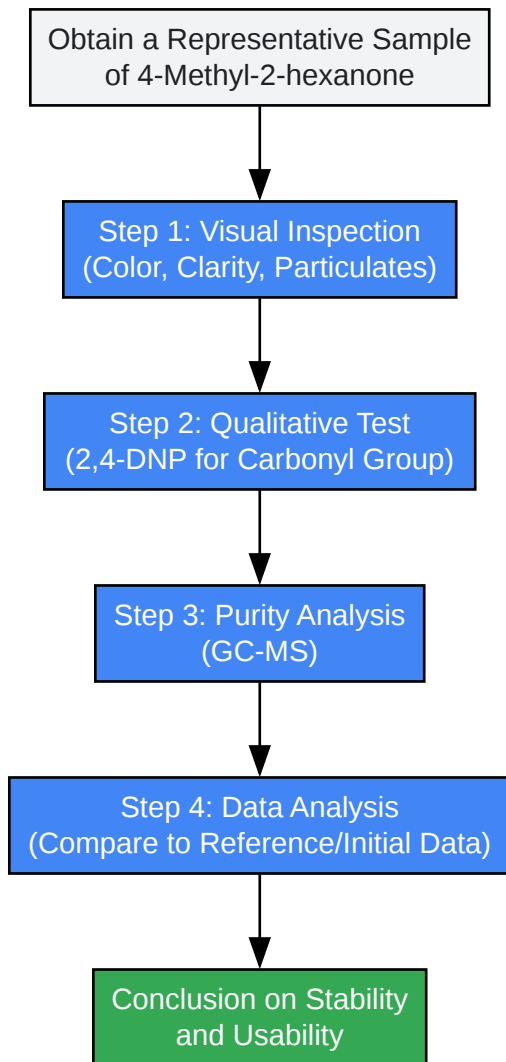 Obtain a Representative Sample
of 4-Methyl-2-hexanone
Step 1: Visual Inspection
(Color, Clarity, Particulates)
Step 2: Qualitative Test
(2,4-DNP for Carbonyl Group)
Step 3: Purity Analysis
(GC-MS)
Step 4: Data Analysis
(Compare to Reference/Initial Data)
Conclusion on Stability
and Usability